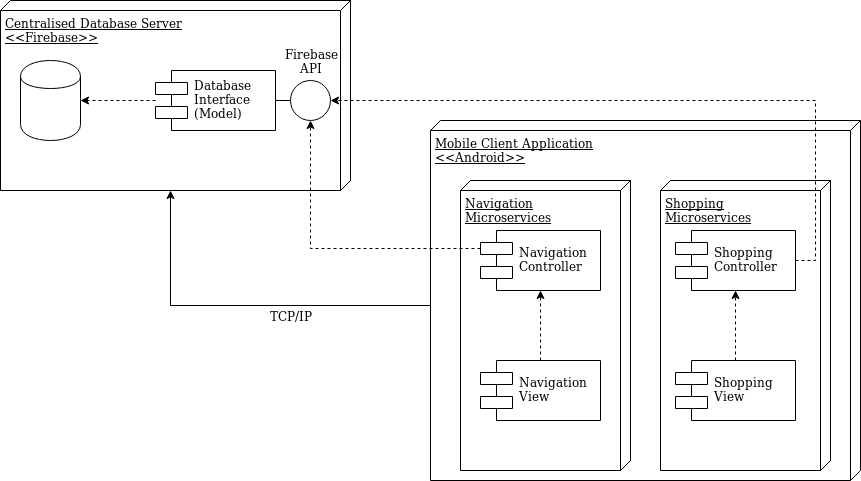 Centralised Database Server
<<Firebase>>
Firebase
API
Database
Interface
(Model)
Mobile Client Application
<<Android>>
Navigation
Microservices
Shopping
Microservices
Navigation
Controller
Shopping
Controller
TCP/IP
Navigation
View
Shopping
View